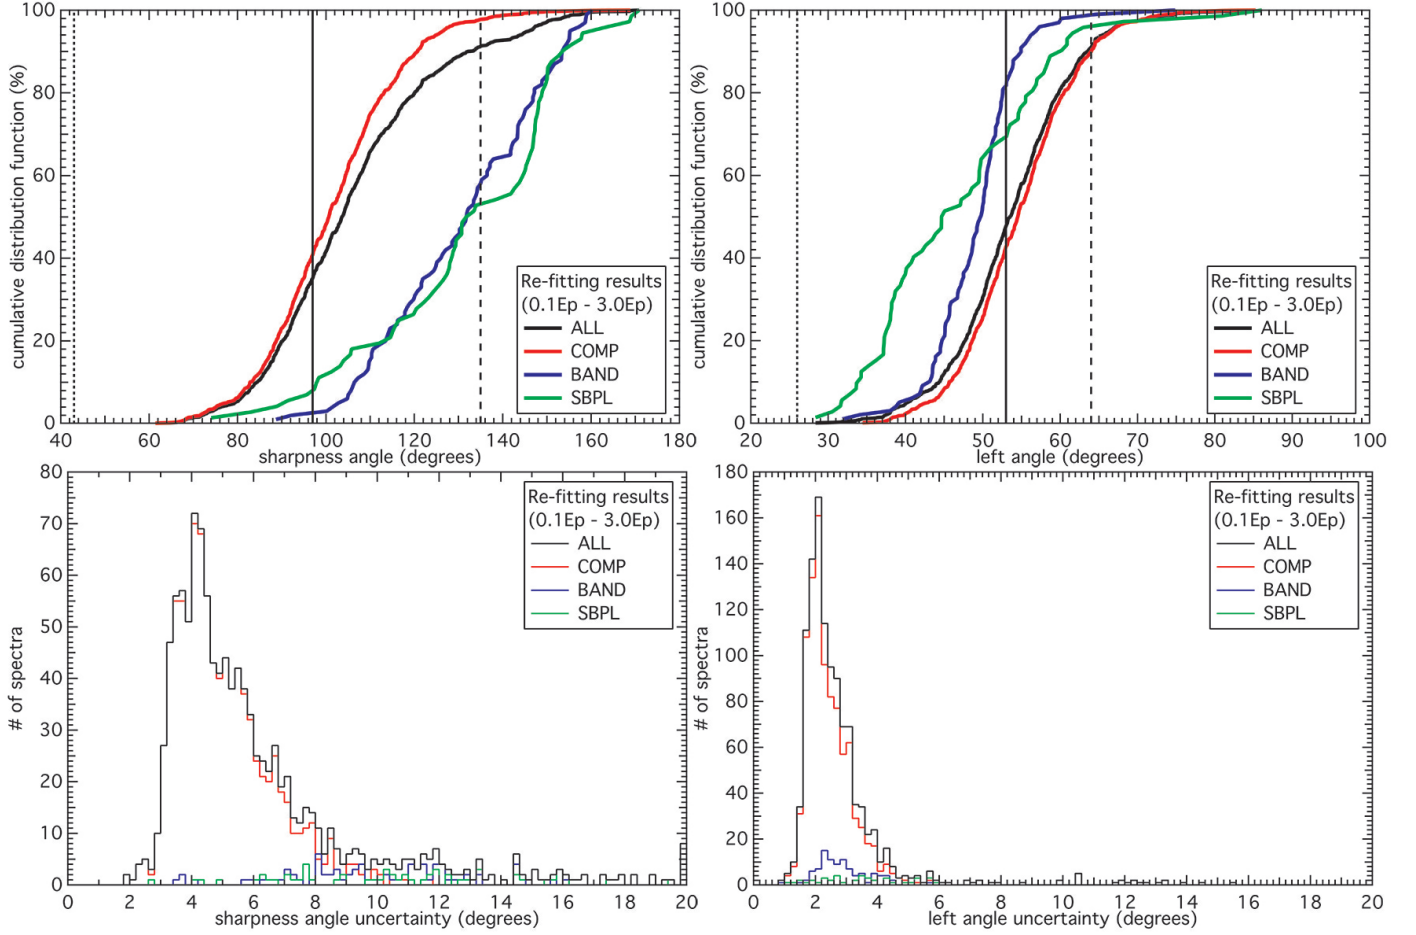 cumulative distribution function (%)
100
80
60
40
20
0
40 60 80 100 120 140 160 180
sharpness angle (degrees)
Re-fitting results
(0.1Ep - 3.0Ep)
ALL
COMP
BAND
SBPL
cumulative distribution function (%)
100
80
60
40
20
0
20 30 40 50 60 70 80 90 100
left angle (degrees)
Re-fitting results
(0.1Ep - 3.0Ep)
ALL
COMP
BAND
SBPL
# of spectra
80
70
60
50
40
30
20
10
0
0 2 4 6 8 10 12 14 16 18 20
sharpness angle uncertainty (degrees)
Re-fitting results
(0.1Ep - 3.0Ep)
ALL
COMP
BAND
SBPL
# of spectra
180
160
140
120
100
80
60
40
20
0
0 2 4 6 8 10 12 14 16 18 20
left angle uncertainty (degrees)
Re-fitting results
(0.1Ep - 3.0Ep)
ALL
COMP
BAND
SBPL